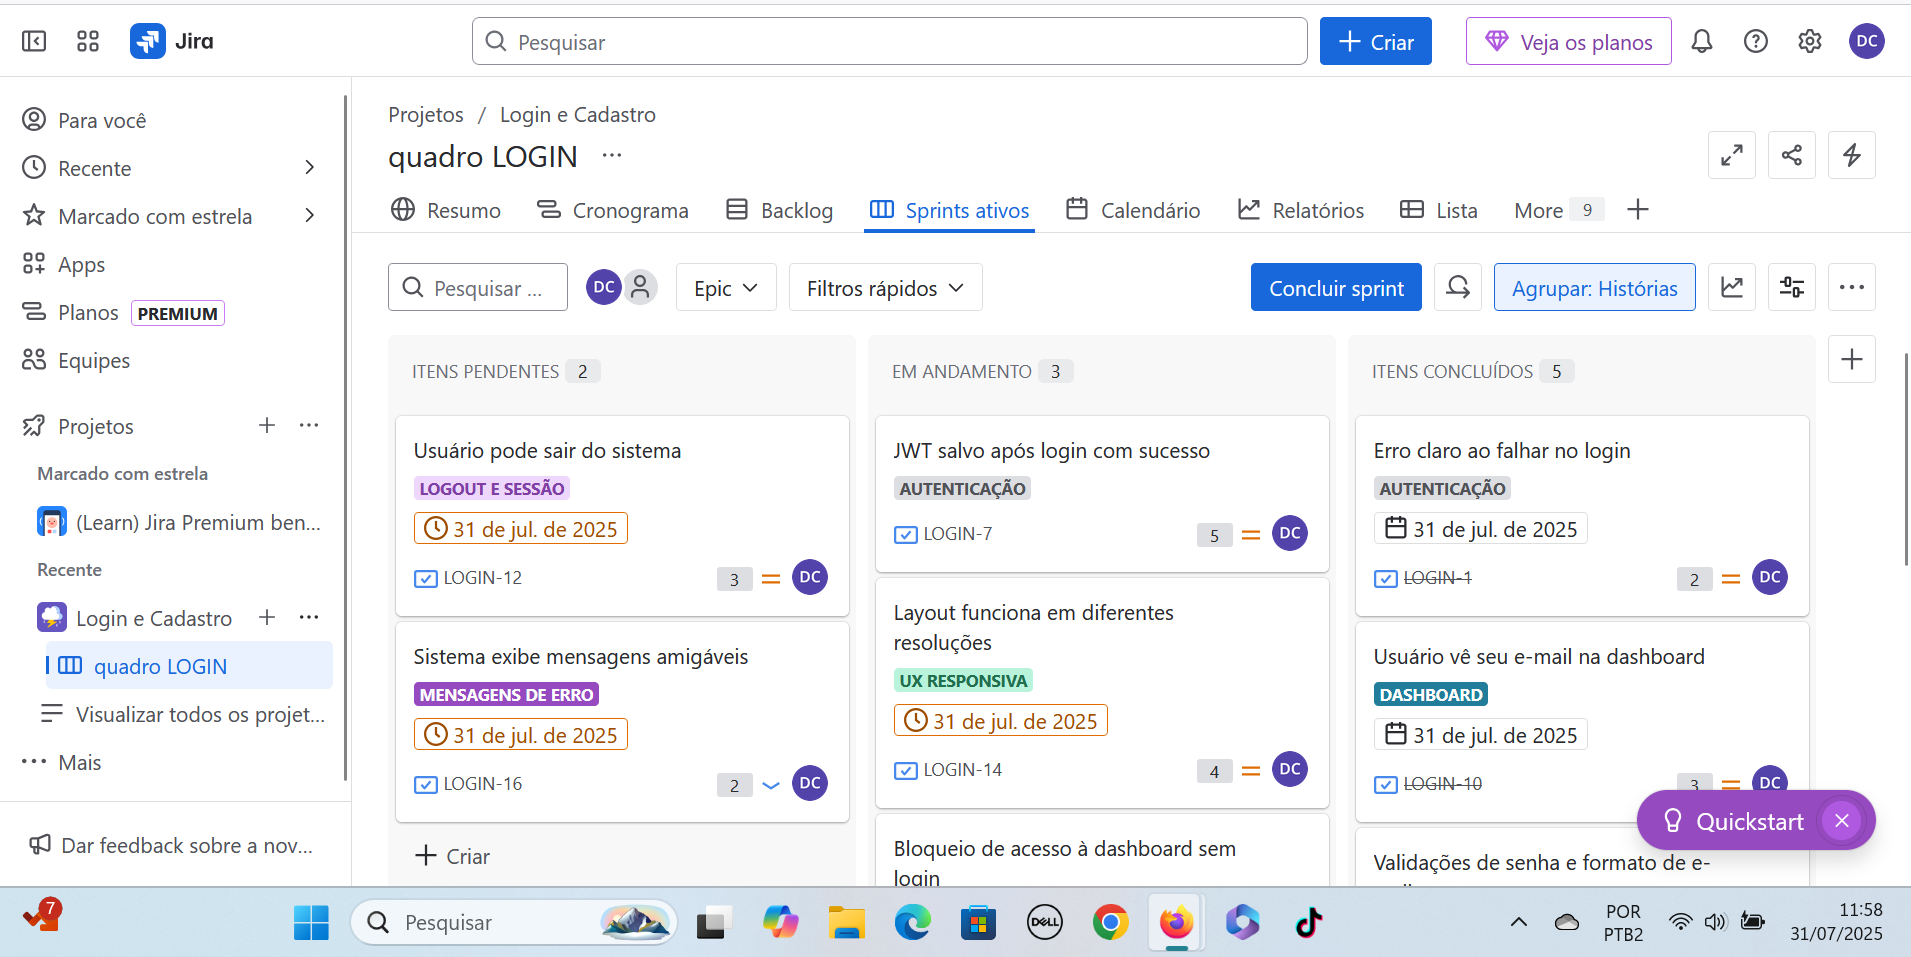 Jira
Pesquisar
Criar
Veja os planos
DC
Para você
Recente
Marcado com estrela
Apps
Planos PREMIUM
Equipes
Projetos
Marcado com estrela
(Learn) Jira Premium ben...
Recente
Login e Cadastro
quadro LOGIN
Visualizar todos os projet...
Mais
Dar feedback sobre a nov...
Projetos / Login e Cadastro
quadro LOGIN
Resumo Cronograma Backlog Sprints ativos Calendário Relatórios Lista More 9
Pesquisar ... DC Epic Filtros rápidos Concluir sprint Agrupar: Histórias
ITENS PENDENTES 2
Usuário pode sair do sistema
LOGOUT E SESSÃO
31 de jul. de 2025
LOGIN-12 3 DC
Sistema exibe mensagens amigáveis
MENSAGENS DE ERRO
31 de jul. de 2025
LOGIN-16 2 DC
Criar
EM ANDAMENTO 3
JWT salvo após login com sucesso
AUTENTICAÇÃO
LOGIN-7 5 DC
Layout funciona em diferentes
resoluções
UX RESPONSIVA
31 de jul. de 2025
LOGIN-14 4 DC
Bloqueio de acesso à dashboard sem
login
ITENS CONCLUÍDOS 5
Erro claro ao falhar no login
AUTENTICAÇÃO
31 de jul. de 2025
LOGIN-1 2 DC
Usuário vê seu e-mail na dashboard
DASHBOARD
31 de jul. de 2025
LOGIN-10 3 DC
Validações de senha e formato de e-
Quickstart
7
Pesquisar
DELL
POR
PTB2
11:58
31/07/2025